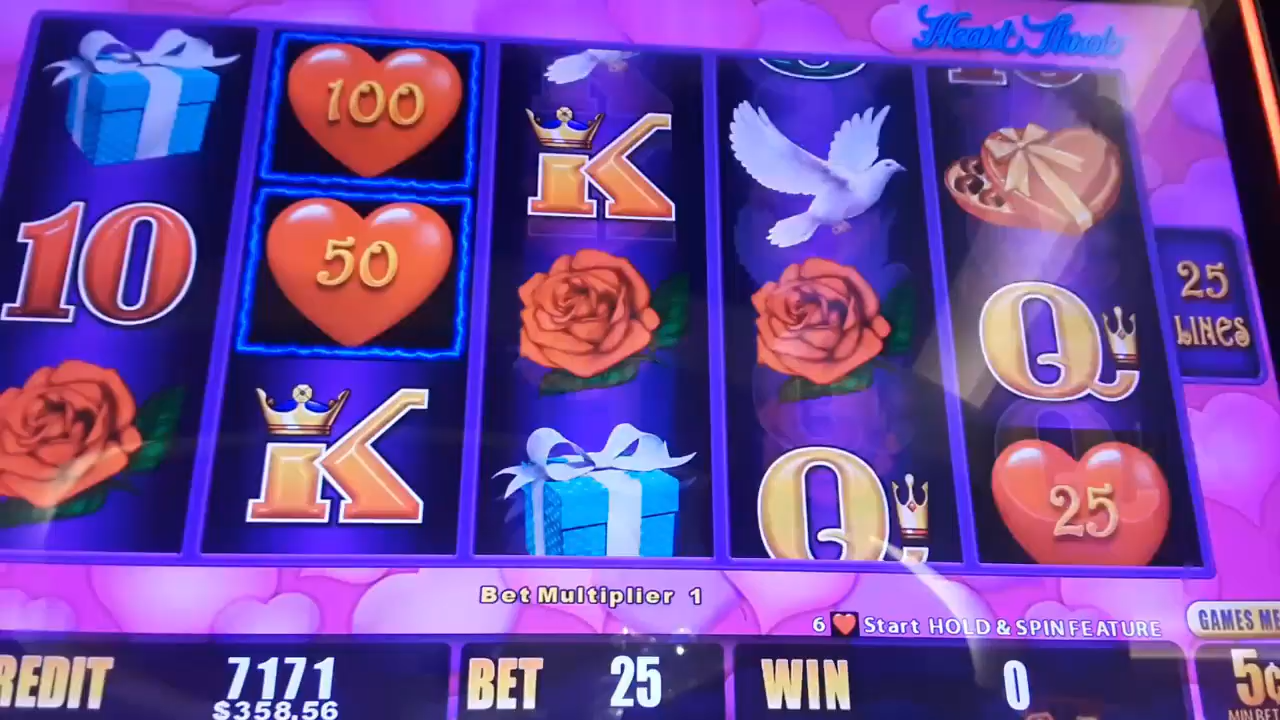 Heart Throb
100
K
10
50
K
Q
25
Q
25
LINES
Bet Multiplier 1
6 Start HOLD & SPIN FEATURE
GAMES ME
REDIT 7171 BET 25 WIN 0 5¢
$358.56
MIN BET